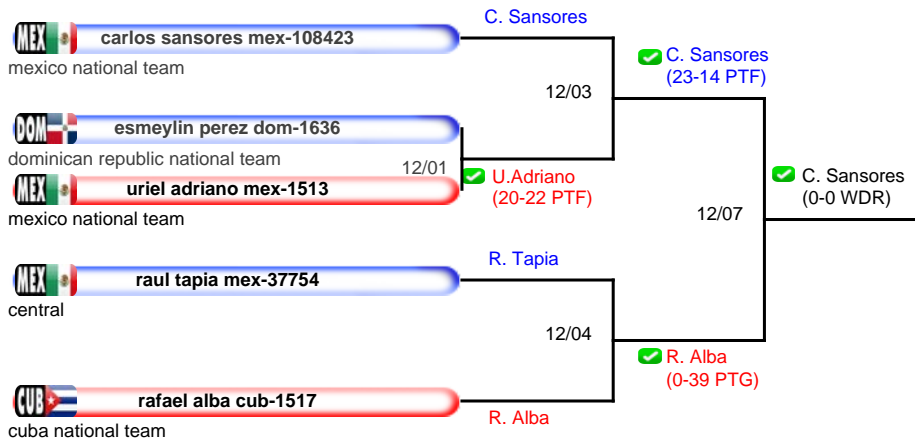 C. Sansores
MEX carlos sansores mex-108423
mexico national team
C. Sansores
(23-14 PTF)
12/03
DOM esmeylin perez dom-1636
dominican republic national team
12/01
U.Adriano
(20-22 PTF)
MEX uriel adriano mex-1513
mexico national team
C. Sansores
(0-0 WDR)
12/07
R. Tapia
MEX raul tapia mex-37754
central
12/04
R. Alba
(0-39 PTG)
CUB rafael alba cub-1517
R. Alba
cuba national team